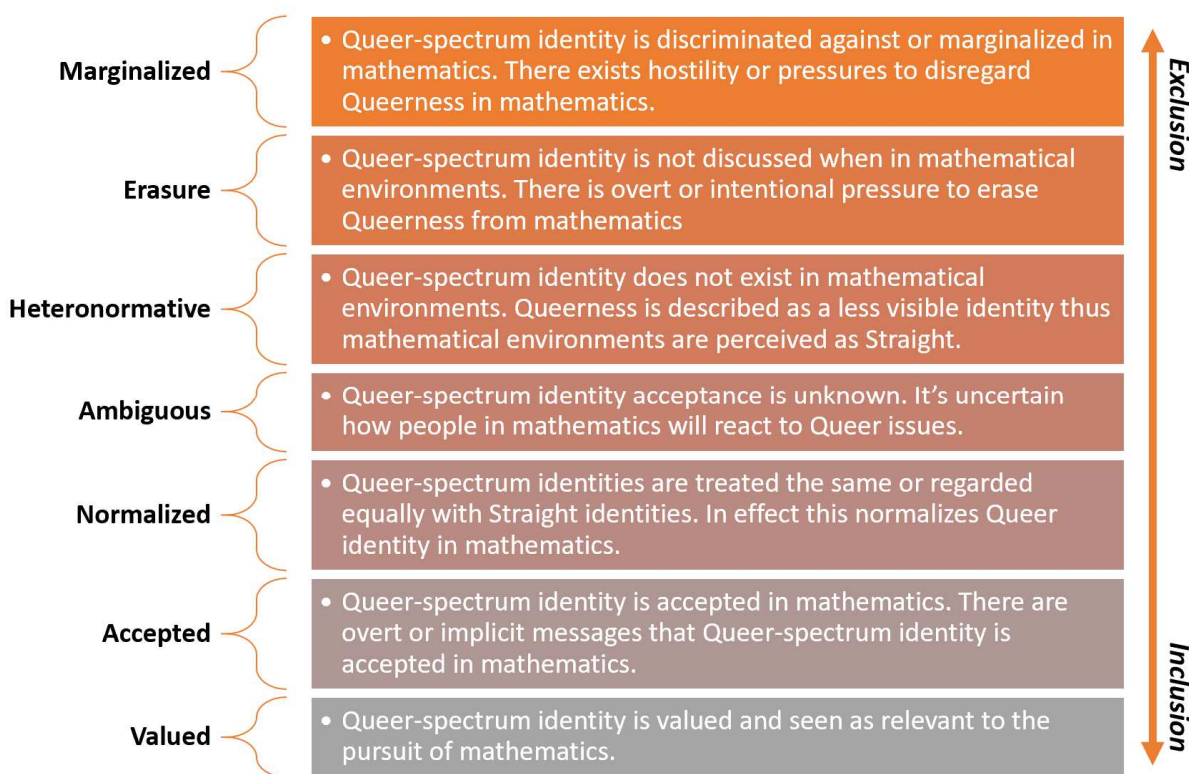 Marginalized
• Queer-spectrum identity is discriminated against or marginalized in
mathematics. There exists hostility or pressures to disregard
Queerness in mathematics.
Erasure
• Queer-spectrum identity is not discussed when in mathematical
environments. There is overt or intentional pressure to erase
Queerness from mathematics
Heteronormative
• Queer-spectrum identity does not exist in mathematical
environments. Queerness is described as a less visible identity thus
mathematical environments are perceived as Straight.
Ambiguous
• Queer-spectrum identity acceptance is unknown. It’s uncertain
how people in mathematics will react to Queer issues.
Normalized
• Queer-spectrum identities are treated the same or regarded
equally with Straight identities. In effect this normalizes Queer
identity in mathematics.
Accepted
• Queer-spectrum identity is accepted in mathematics. There are
overt or implicit messages that Queer-spectrum identity is
accepted in mathematics.
Valued
• Queer-spectrum identity is valued and seen as relevant to the
pursuit of mathematics.
Exclusion
Inclusion